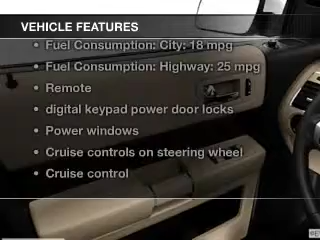 VEHICLE FEATURES
• Fuel Consumption: City: 18 mpg
• Fuel Consumption: Highway: 25 mpg
• Remote
• digital keypad power door locks
• Power windows
• Cruise controls on steering wheel
• Cruise control